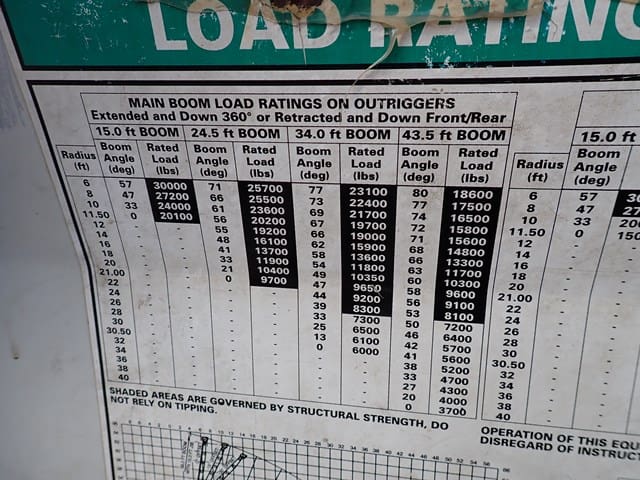 LOAD RATING
MAIN BOOM LOAD RATINGS ON OUTRIGGERS
Extended and Down 360° or Retracted and Down Front/Rear
15.0 ft BOOM 24.5 ft BOOM 34.0 ft BOOM 43.5 ft BOOM 15.0 ft
Radius (ft) Boom Angle (deg) Rated Load (lbs) Boom Angle (deg) Rated Load (lbs) Boom Angle (deg) Rated Load (lbs) Boom Angle (deg) Rated Load (lbs) Radius (ft) Boom Angle (deg)
6 57 30000 71 25700 77 23100 80 18600 6 57
8 47 27200 66 25500 73 22400 77 17500 8 47
10 33 24000 61 23600 69 21700 74 16500 10 33
11.50 0 20100 56 20200 67 19700 72 15800 11.50 0
12 - - 55 19200 66 19000 71 15600 12 -
14 - - 48 16100 62 15900 68 14800 14 -
16 - - 41 13700 58 13600 66 13300 16 -
18 - - 33 11900 54 11800 63 11700 18 -
20 - - 21 10400 49 10350 60 10300 20 -
21.00 - - 0 9700 47 9650 58 9600 21.00 -
22 - - - - 44 9200 56 9100 22 -
24 - - - - 39 8300 53 8100 24 -
26 - - - - 33 7300 50 7200 26 -
28 - - - - 25 6500 46 6400 28 -
30 - - - - 13 6100 42 5700 30 -
30.50 - - - - 0 6000 41 5600 30.50 -
32 - - - - - - 38 5200 32 -
34 - - - - - - 33 4700 34 -
36 - - - - - - 27 4300 36 -
38 - - - - - - 20 4000 38 -
40 - - - - - - 0 3700 40 -
SHADED AREAS ARE GOVERNED BY STRUCTURAL STRENGTH, DO
NOT RELY ON TIPPING.
OPERATION OF THIS EQU
DISREGARD OF INSTRUCT